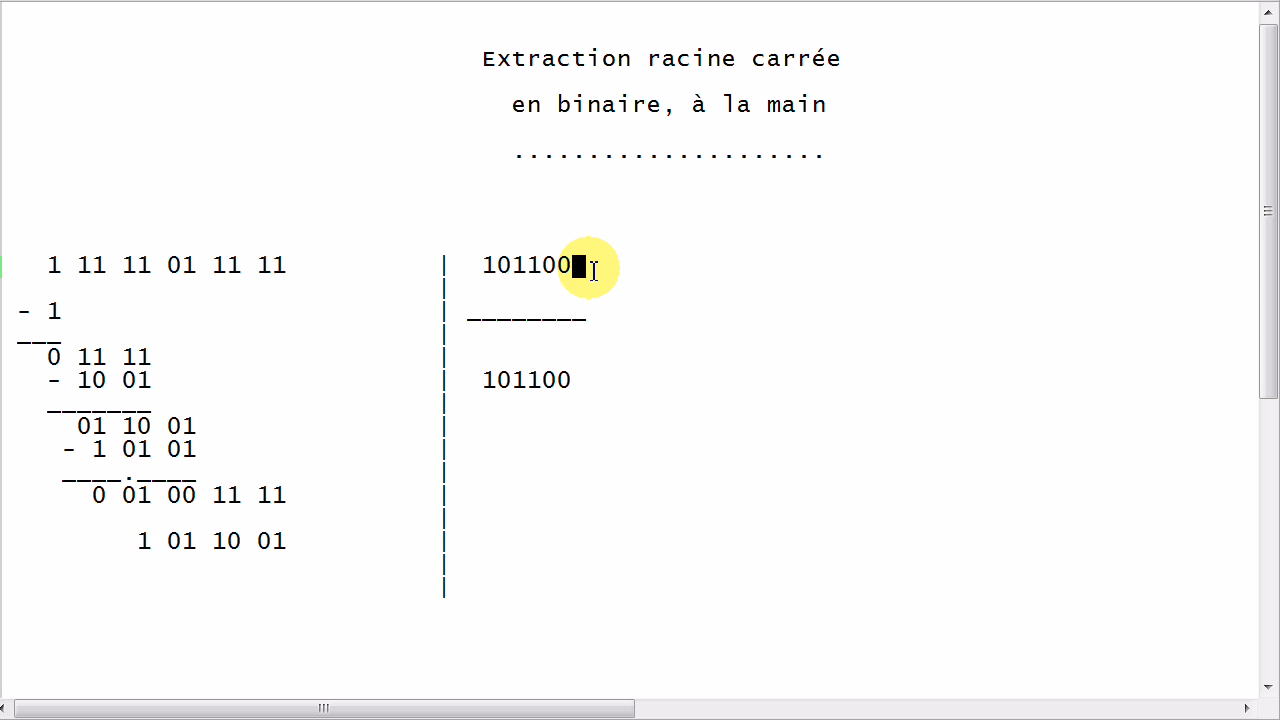 Extraction racine carrée
en binaire, à la main
.....................
1 11 11 01 11 11 | 101100
- 1 | ________
___
0 11 11
- 10 01 | 101100
_______
01 10 01
- 1 01 01
____.____
0 01 00 11 11
1 01 10 01